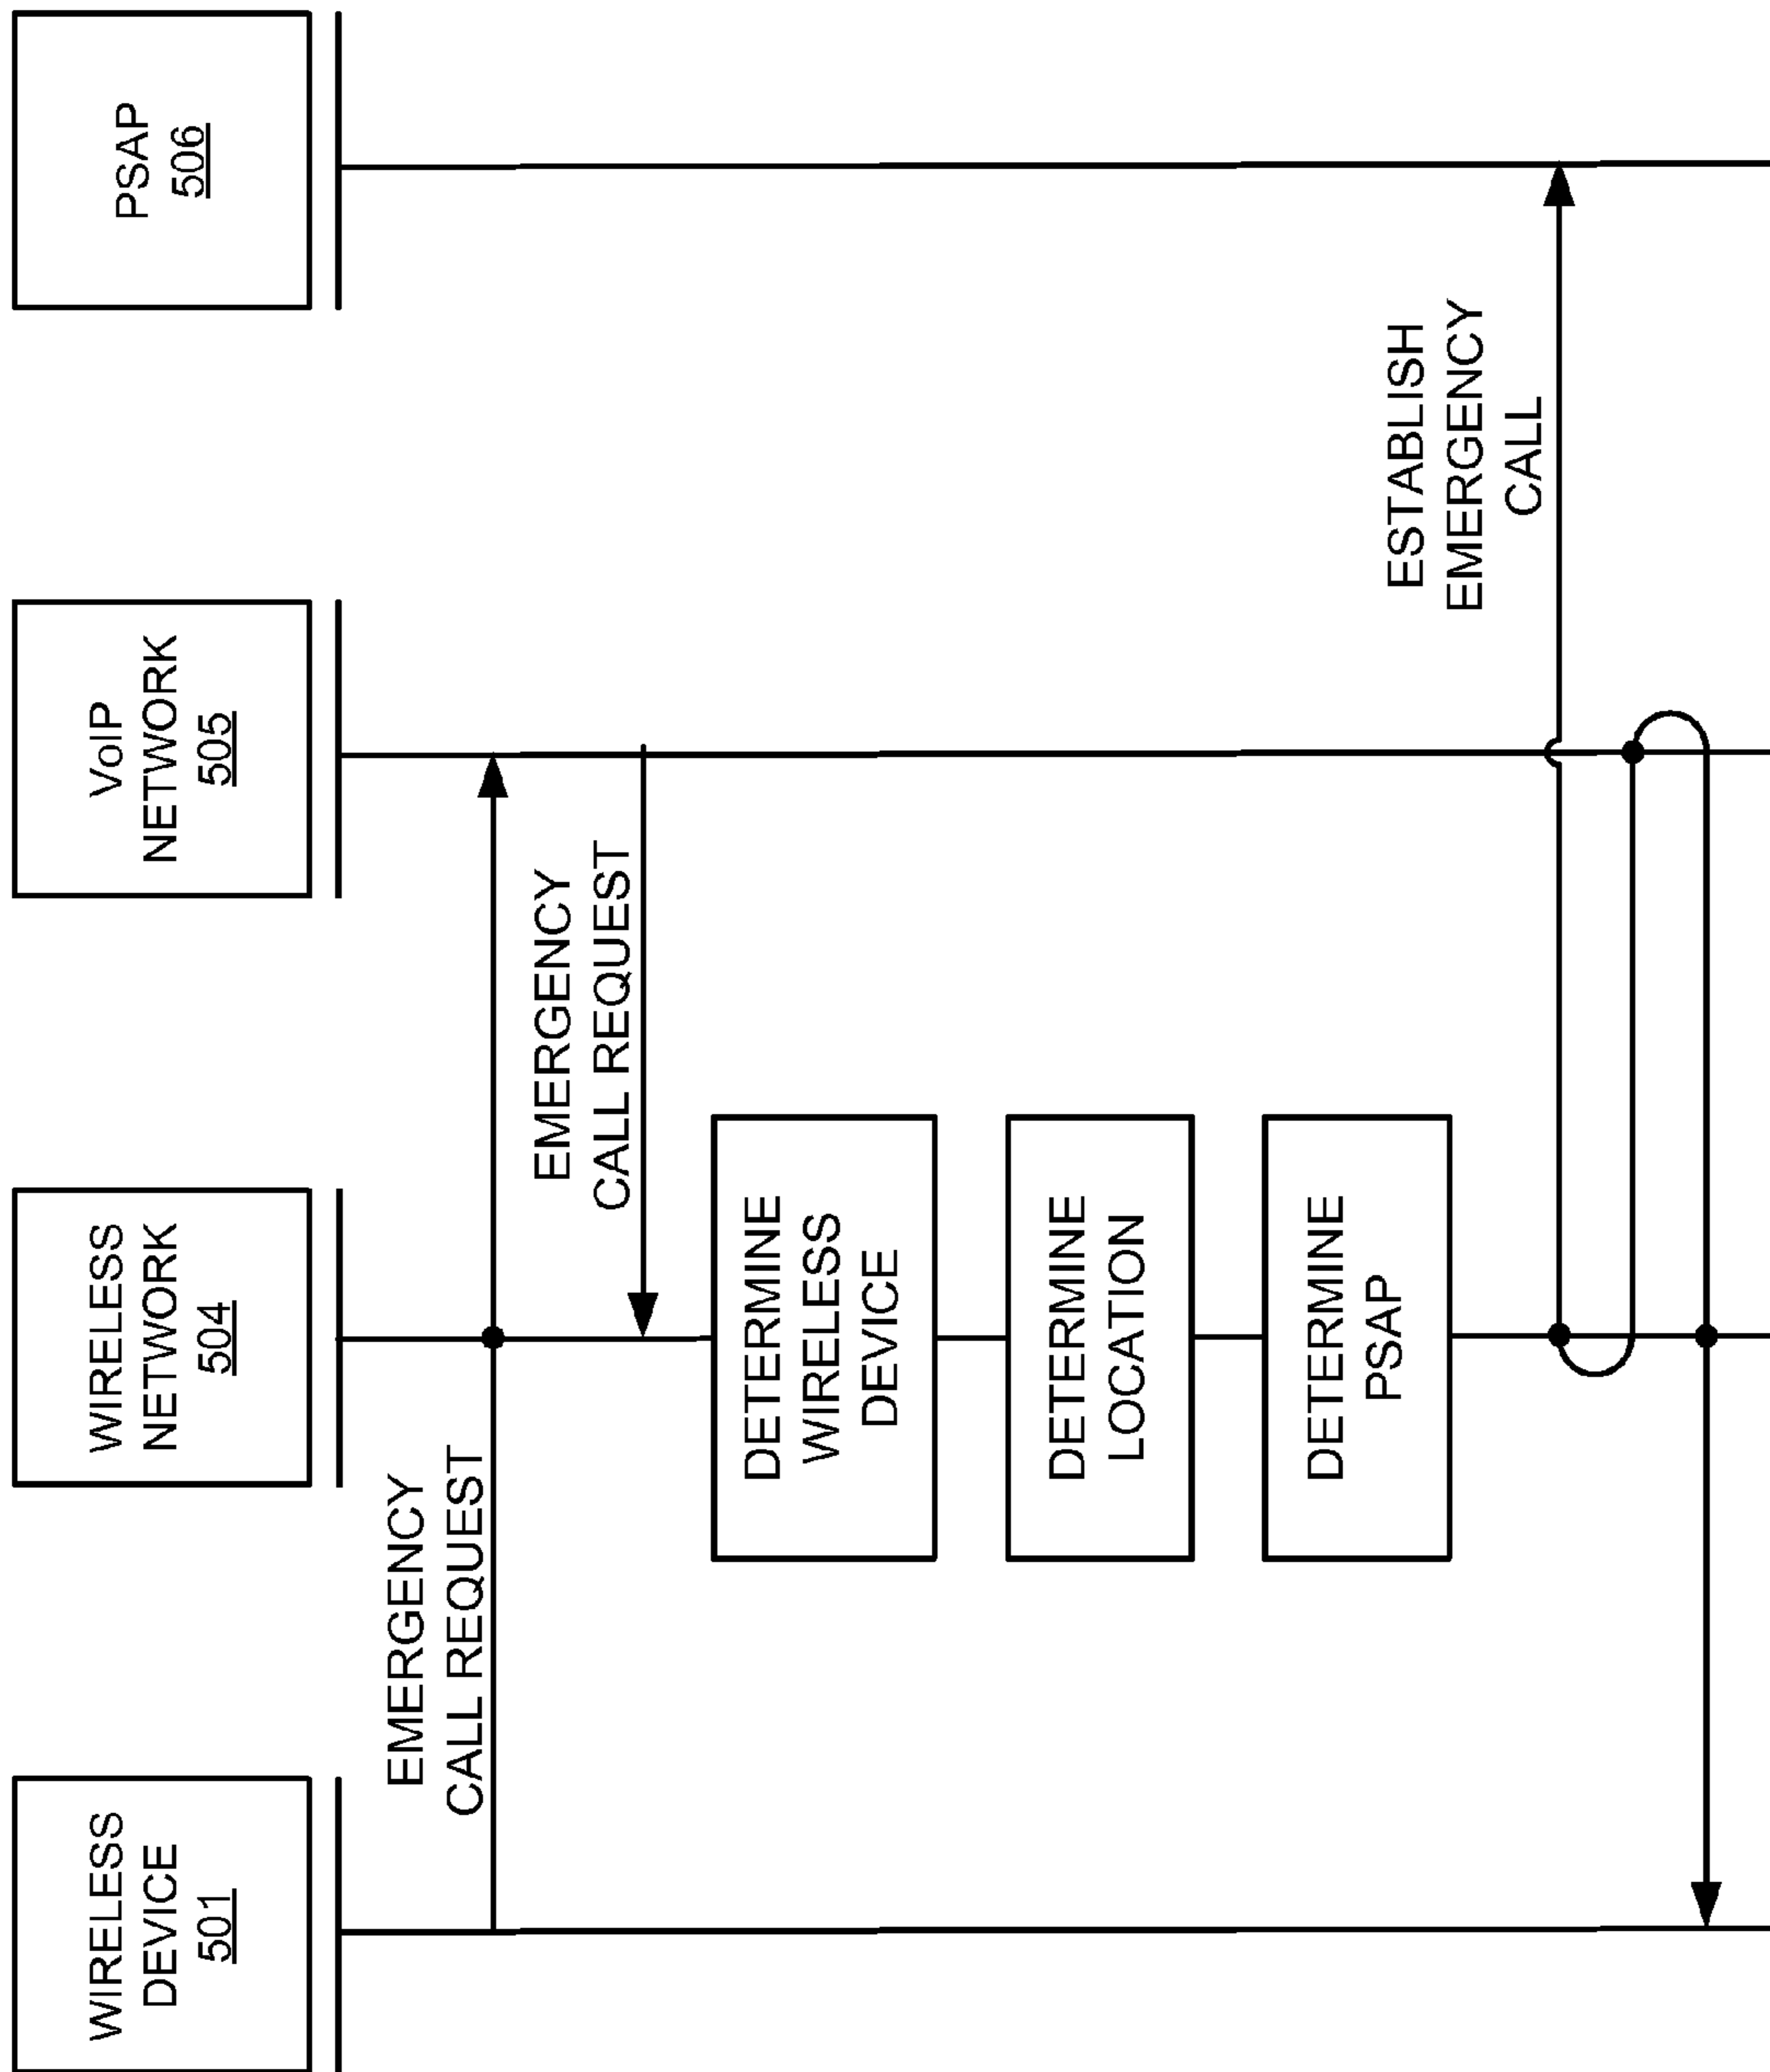 WIRELESS
DEVICE
501
WIRELESS
NETWORK
504
VoIP
NETWORK
505
PSAP
506
EMERGENCY
CALL REQUEST
EMERGENCY
CALL REQUEST
DETERMINE
WIRELESS
DEVICE
DETERMINE
LOCATION
DETERMINE
PSAP
ESTABLISH
EMERGENCY
CALL